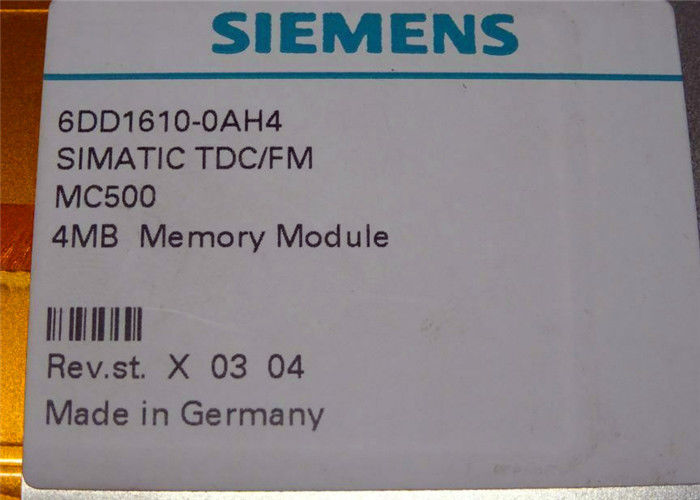 SIEMENS
6DD1610-0AH4
SIMATIC TDC/FM
MC500
4MB Memory Module
Rev.st. X 03 04
Made in Germany